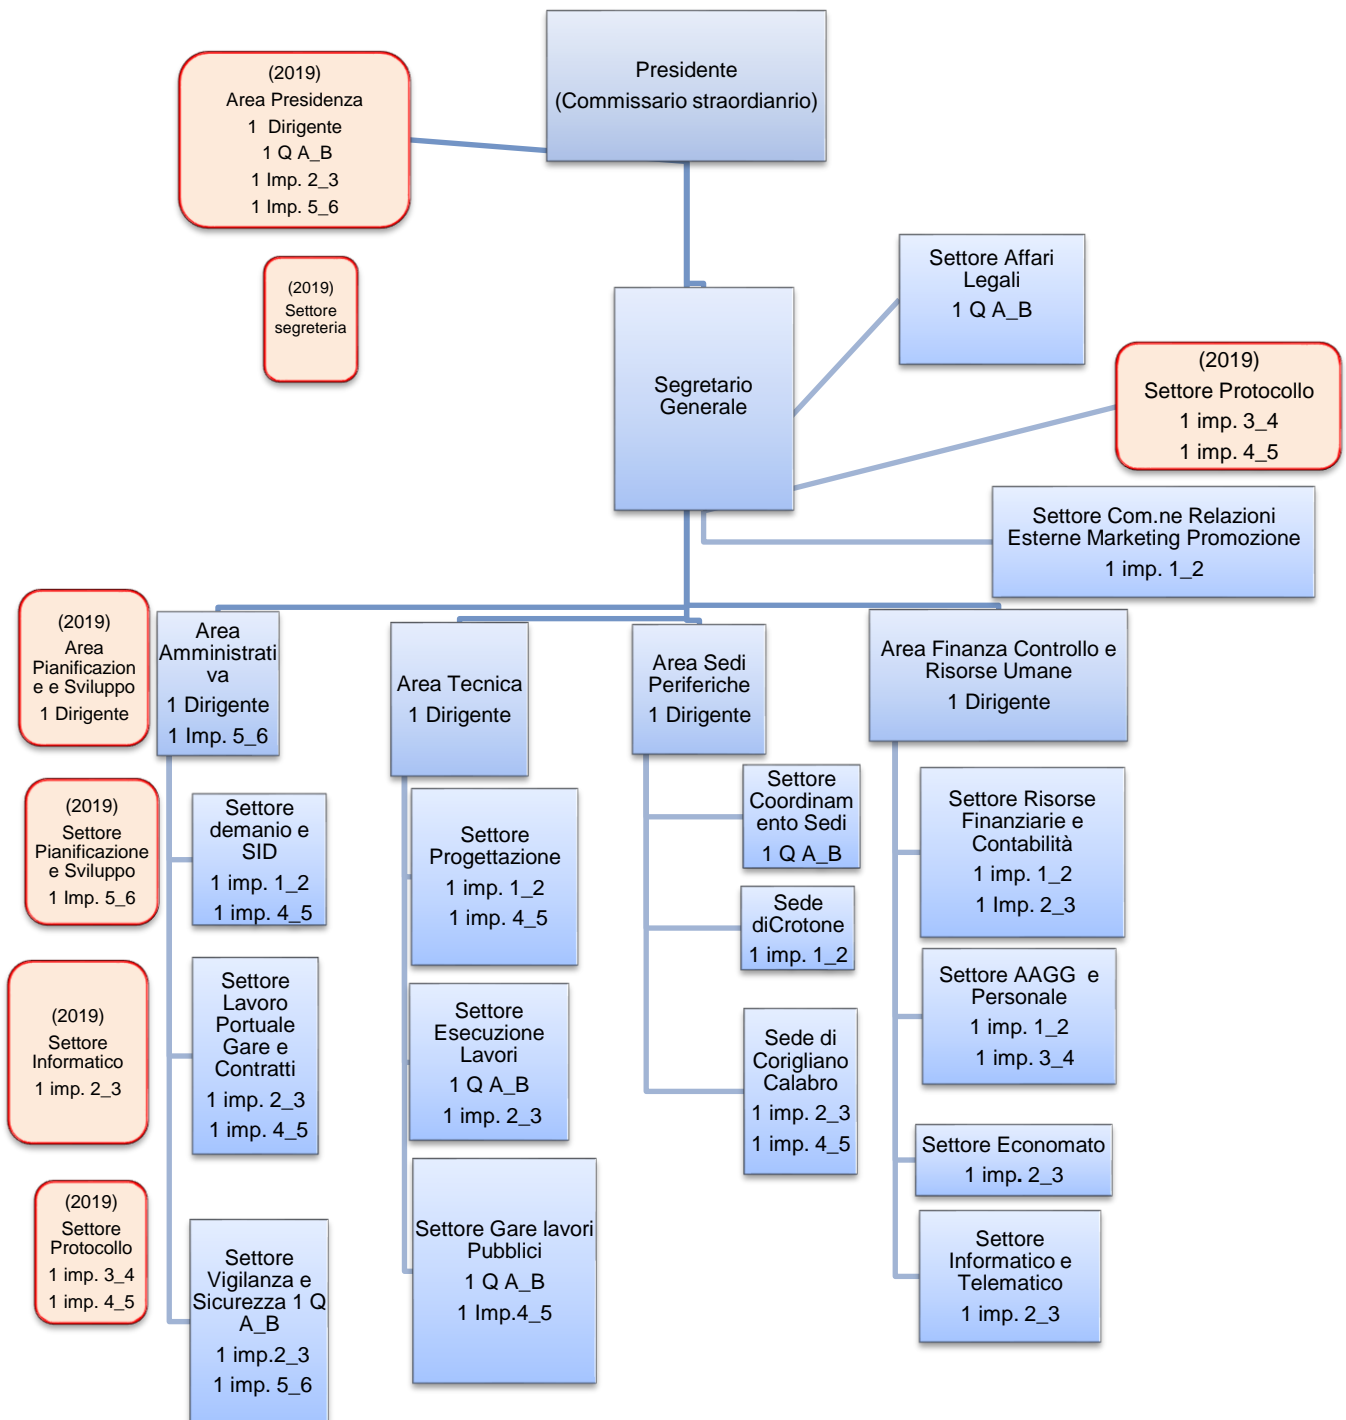 Presidente
(Commissario straordianrio)
(2019)
Area Presidenza
1 Dirigente
1 Q A_B
1 Imp. 2_3
1 Imp. 5_6
(2019)
Settore
segreteria
Settore Affari
Legali
1 Q A_B
Segretario
Generale
(2019)
Settore Protocollo
1 imp. 3_4
1 imp. 4_5
Settore Com.ne Relazioni
Esterne Marketing Promozione
1 imp. 1_2
(2019)
Area
Pianificazion
e e Sviluppo
1 Dirigente
Area
Amministrati
va
1 Dirigente
1 Imp. 5_6
Area Tecnica
1 Dirigente
Area Sedi
Periferiche
1 Dirigente
Area Finanza Controllo e
Risorse Umane
1 Dirigente
(2019)
Settore
Pianificazione
e Sviluppo
1 Imp. 5_6
(2019)
Settore
Informatico
1 imp. 2_3
(2019)
Settore
Protocollo
1 imp. 3_4
1 imp. 4_5
Settore
demanio e
SID
1 imp. 1_2
1 imp. 4_5
Settore
Lavoro
Portuale
Gare e
Contratti
1 imp. 2_3
1 imp. 4_5
Settore
Vigilanza e
Sicurezza 1 Q
A_B
1 imp.2_3
1 imp. 5_6
Settore
Progettazione
1 imp. 1_2
1 imp. 4_5
Settore
Esecuzione
Lavori
1 Q A_B
1 imp. 2_3
Settore Gare lavori
Pubblici
1 Q A_B
1 Imp.4_5
Settore
Coordinam
ento Sedi
1 Q A_B
Sede
diCrotone
1 imp. 1_2
Sede di
Corigliano
Calabro
1 imp. 2_3
1 imp. 4_5
Settore Risorse
Finanziarie e
Contabilità
1 imp. 1_2
1 Imp. 2_3
Settore AAGG e
Personale
1 imp. 1_2
1 imp. 3_4
Settore Economato
1 imp. 2_3
Settore
Informatico e
Telematico
1 imp. 2_3